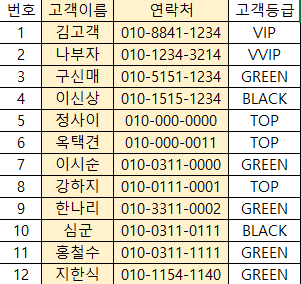 번호 고객이름 연락처 고객등급
1 김고객 010-8841-1234 VIP
2 나부자 010-1234-3214 VVIP
3 구신매 010-5151-1234 GREEN
4 이신상 010-1515-1234 BLACK
5 정사이 010-000-0000 TOP
6 옥택견 010-000-0011 TOP
7 이시순 010-0311-0000 GREEN
8 강하지 010-0111-0001 TOP
9 한나리 010-3311-0002 GREEN
10 심군 010-0311-0111 BLACK
11 홍철수 010-0311-1111 GREEN
12 지한식 010-1154-1140 GREEN